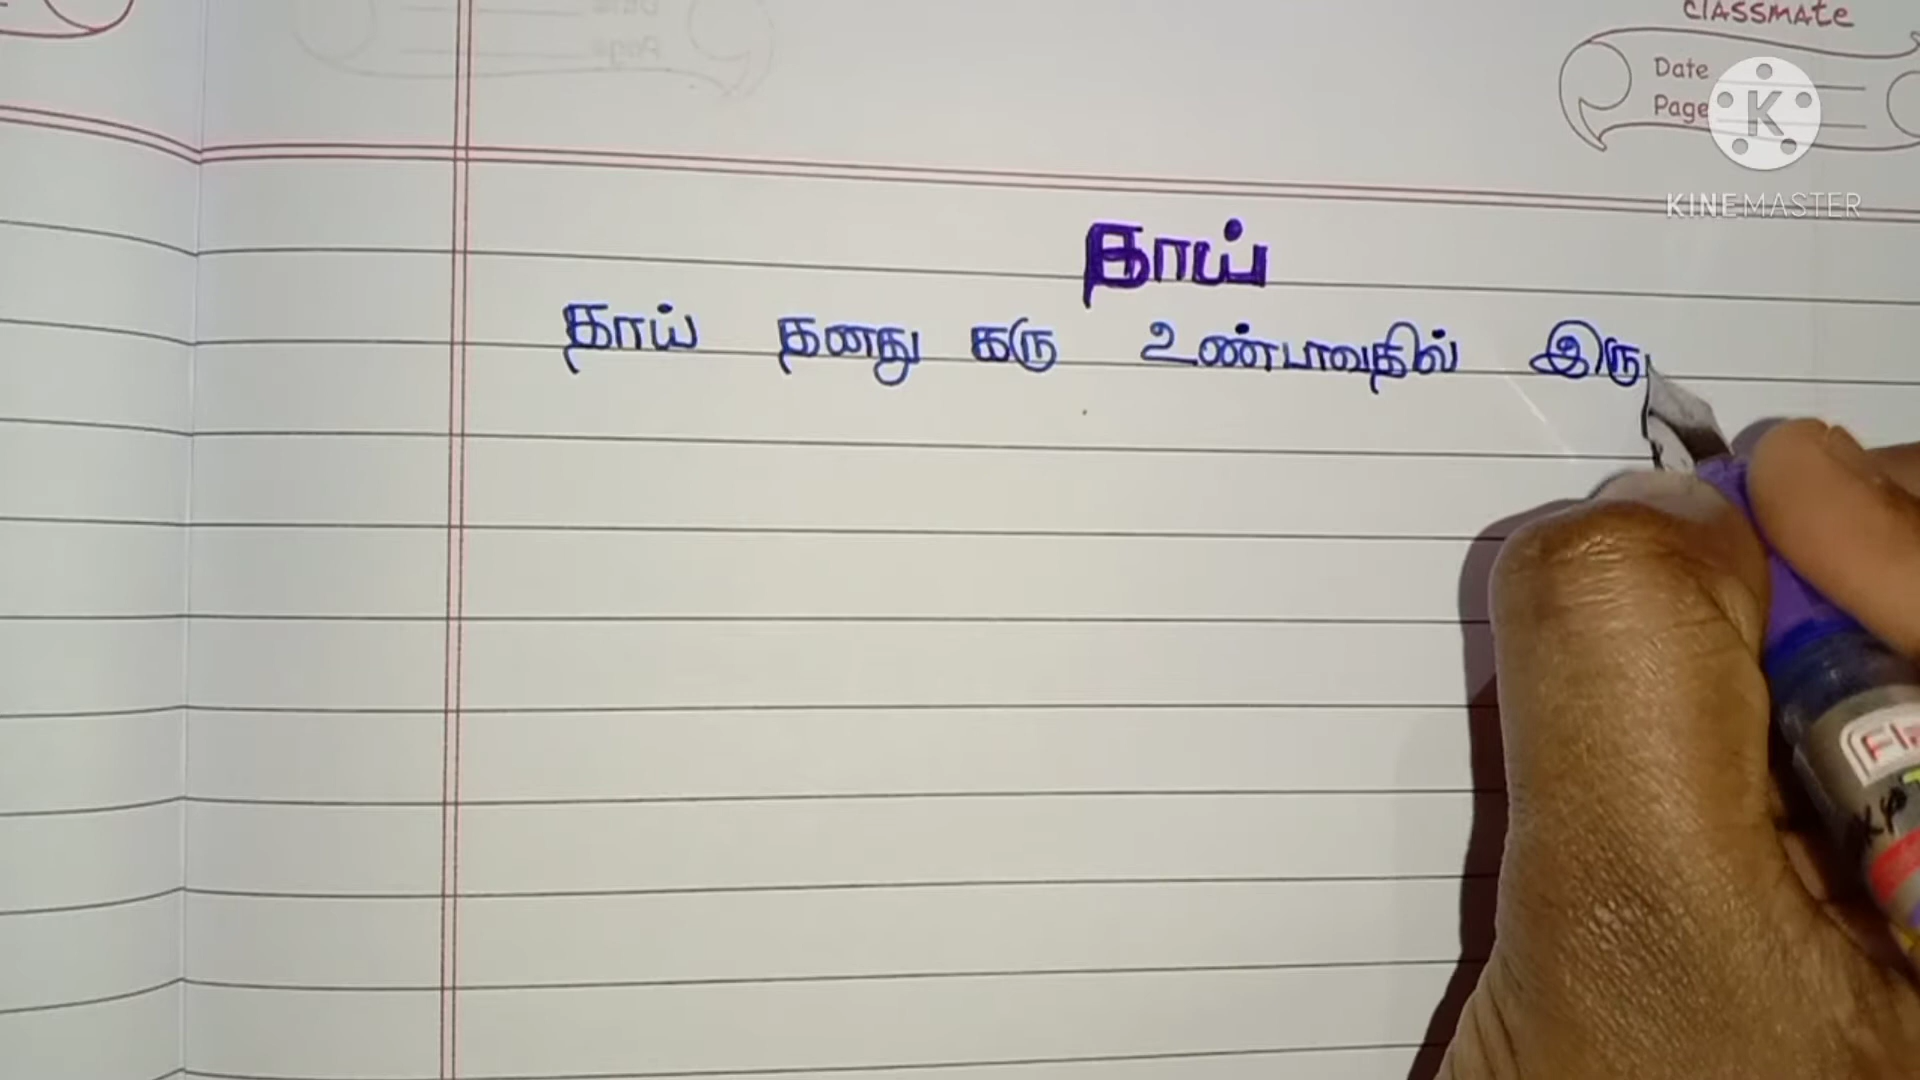 classmate
Date
Page
K
KINEMASTER
தாய்
தாய் தனது கரு உண்பாவதில் இரு